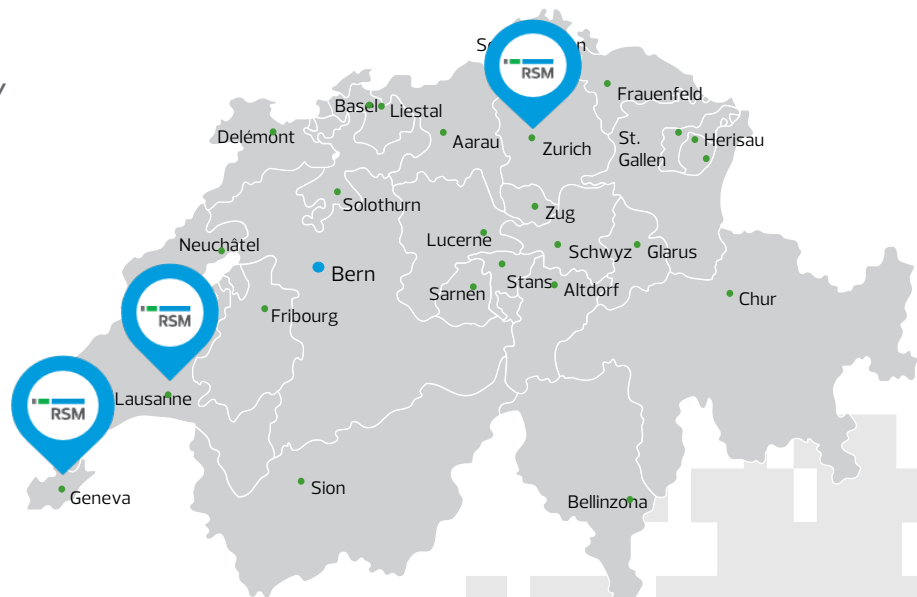 RSM
Frauenfeld
Basel
Liestal
Delémont
Aarau
Zurich
St.
Gallen
Herisau
Solothurn
Zug
Neuchâtel
Lucerne
Schwyz
Glarus
Bern
Stans
Sarnen
Altdorf
Chur
RSM
Fribourg
Lausanne
RSM
Geneva
Sion
Bellinzona